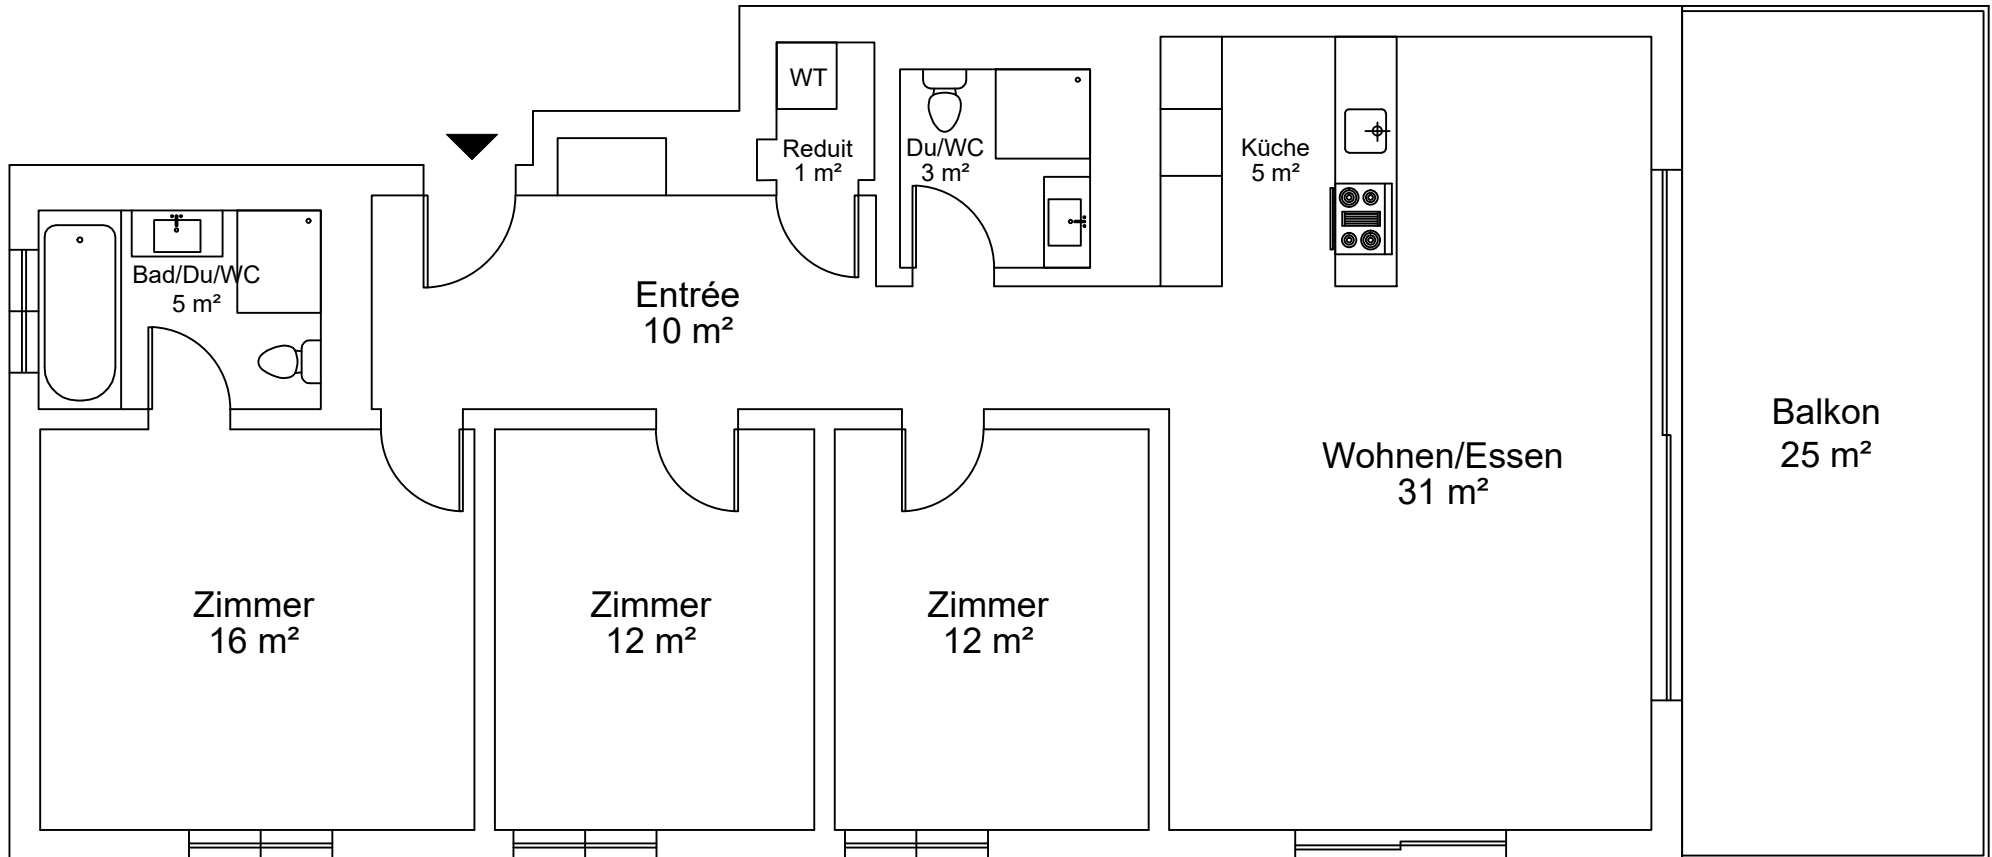 WT
Reduit
1 m²
Du/WC
3 m²
Küche
5 m²
Bad/Du/WC
5 m²
Entrée
10 m²
Wohnen/Essen
31 m²
Balkon
25 m²
Zimmer
16 m²
Zimmer
12 m²
Zimmer
12 m²